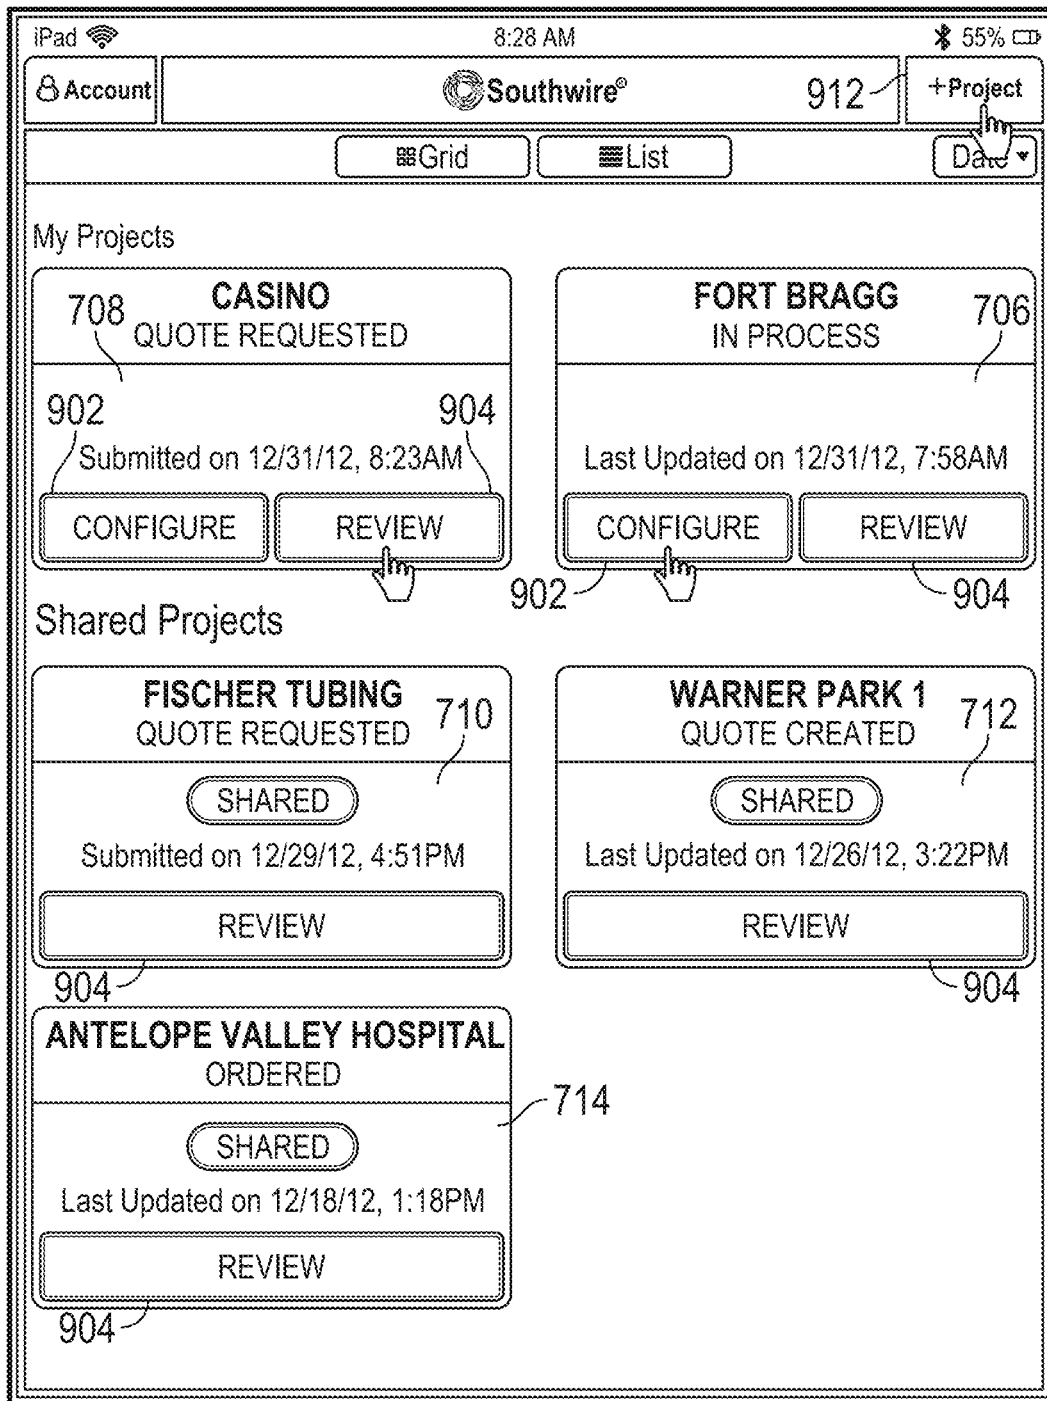 iPad 8:28 AM 55%
Account Southwire® 912 +Project
Grid List Date
My Projects
CASINO
708
QUOTE REQUESTED
902 904
Submitted on 12/31/12, 8:23AM
CONFIGURE REVIEW
FORT BRAGG
706
IN PROCESS
Last Updated on 12/31/12, 7:58AM
CONFIGURE REVIEW
902 904
Shared Projects
FISCHER TUBING
710
QUOTE REQUESTED
SHARED
Submitted on 12/29/12, 4:51PM
REVIEW
904
WARNER PARK 1
712
QUOTE CREATED
SHARED
Last Updated on 12/26/12, 3:22PM
REVIEW
904
ANTELOPE VALLEY HOSPITAL
ORDERED
714
SHARED
Last Updated on 12/18/12, 1:18PM
REVIEW
904